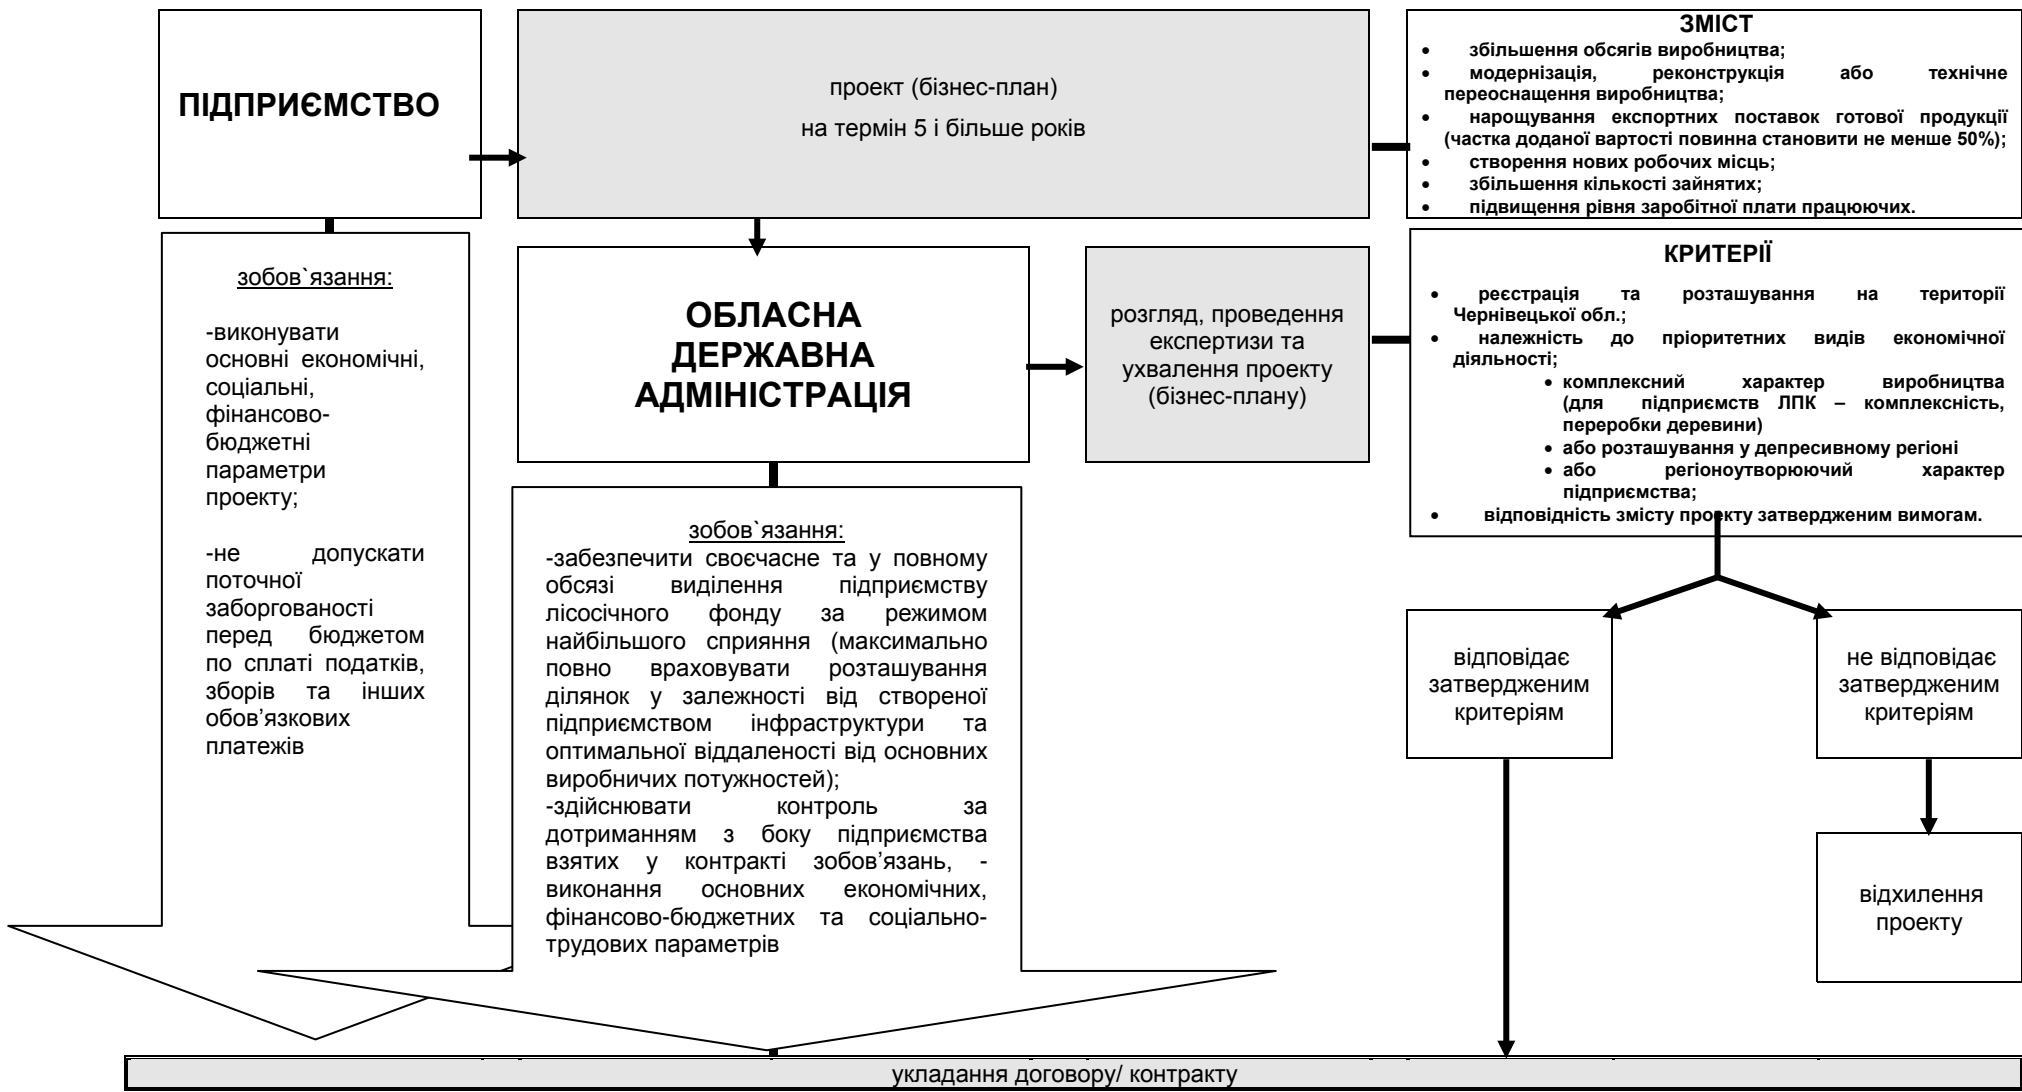 ПІДПРИЄМСТВО
проект (бізнес-план)
на термін 5 і більше років
ЗМІСТ
• збільшення обсягів виробництва;
• модернізація, реконструкція або технічне
переоснащення виробництва;
• нарощування експортних поставок готової продукції
(частка доданої вартості повинна становити не менше 50%);
• створення нових робочих місць;
• збільшення кількості зайнятих;
• підвищення рівня заробітної плати працюючих.
зобов`язання:
-виконувати
основні економічні,
соціальні,
фінансово-
бюджетні
параметри
проекту;
-не допускати
поточної
заборгованості
перед бюджетом
по сплаті податків,
зборів та інших
обов’язкових
платежів
ОБЛАСНА
ДЕРЖАВНА
АДМІНІСТРАЦІЯ
розгляд, проведення
експертизи та
ухвалення проекту
(бізнес-плану)
КРИТЕРІЇ
• реєстрація та розташування на території
Чернівецької обл.;
• належність до пріоритетних видів економічної
діяльності;
• комплексний характер виробництва
(для підприємств ЛПК – комплексність,
переробки деревини)
• або розташування у депресивному регіоні
• або регіоноутворюючий характер
підприємства;
• відповідність змісту проекту затвердженим вимогам.
зобов`язання:
-забезпечити своєчасне та у повному
обсязі виділення підприємству
лісосічного фонду за режимом
найбільшого сприяння (максимально
повно враховувати розташування
ділянок у залежності від створеної
підприємством інфраструктури та
оптимальної віддаленості від основних
виробничих потужностей);
-здійснювати контроль за
дотриманням з боку підприємства
взятих у контракті зобов’язань, -
виконання основних економічних,
фінансово-бюджетних та соціально-
трудових параметрів
відповідає
затвердженим
критеріям
не відповідає
затвердженим
критеріям
відхилення
проекту
укладання договору/ контракту